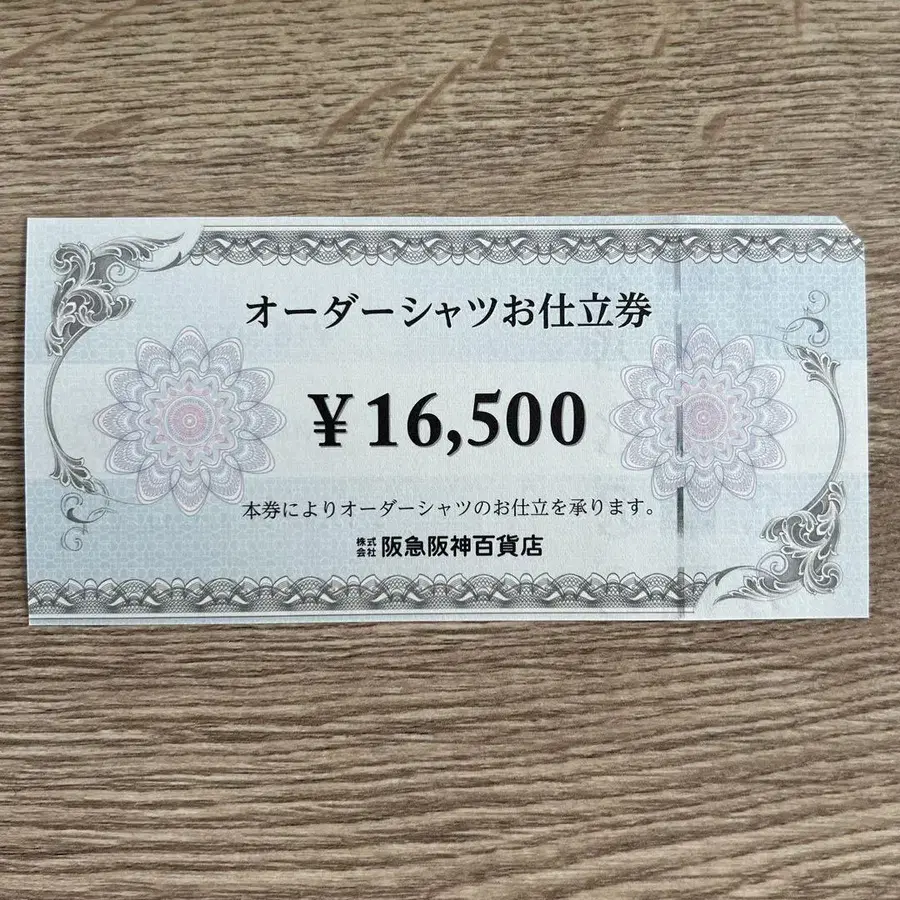 オーダーシャツお仕立券
¥16,500
本券によりオーダーシャツのお仕立を承ります。
株式会社 阪急阪神百貨店